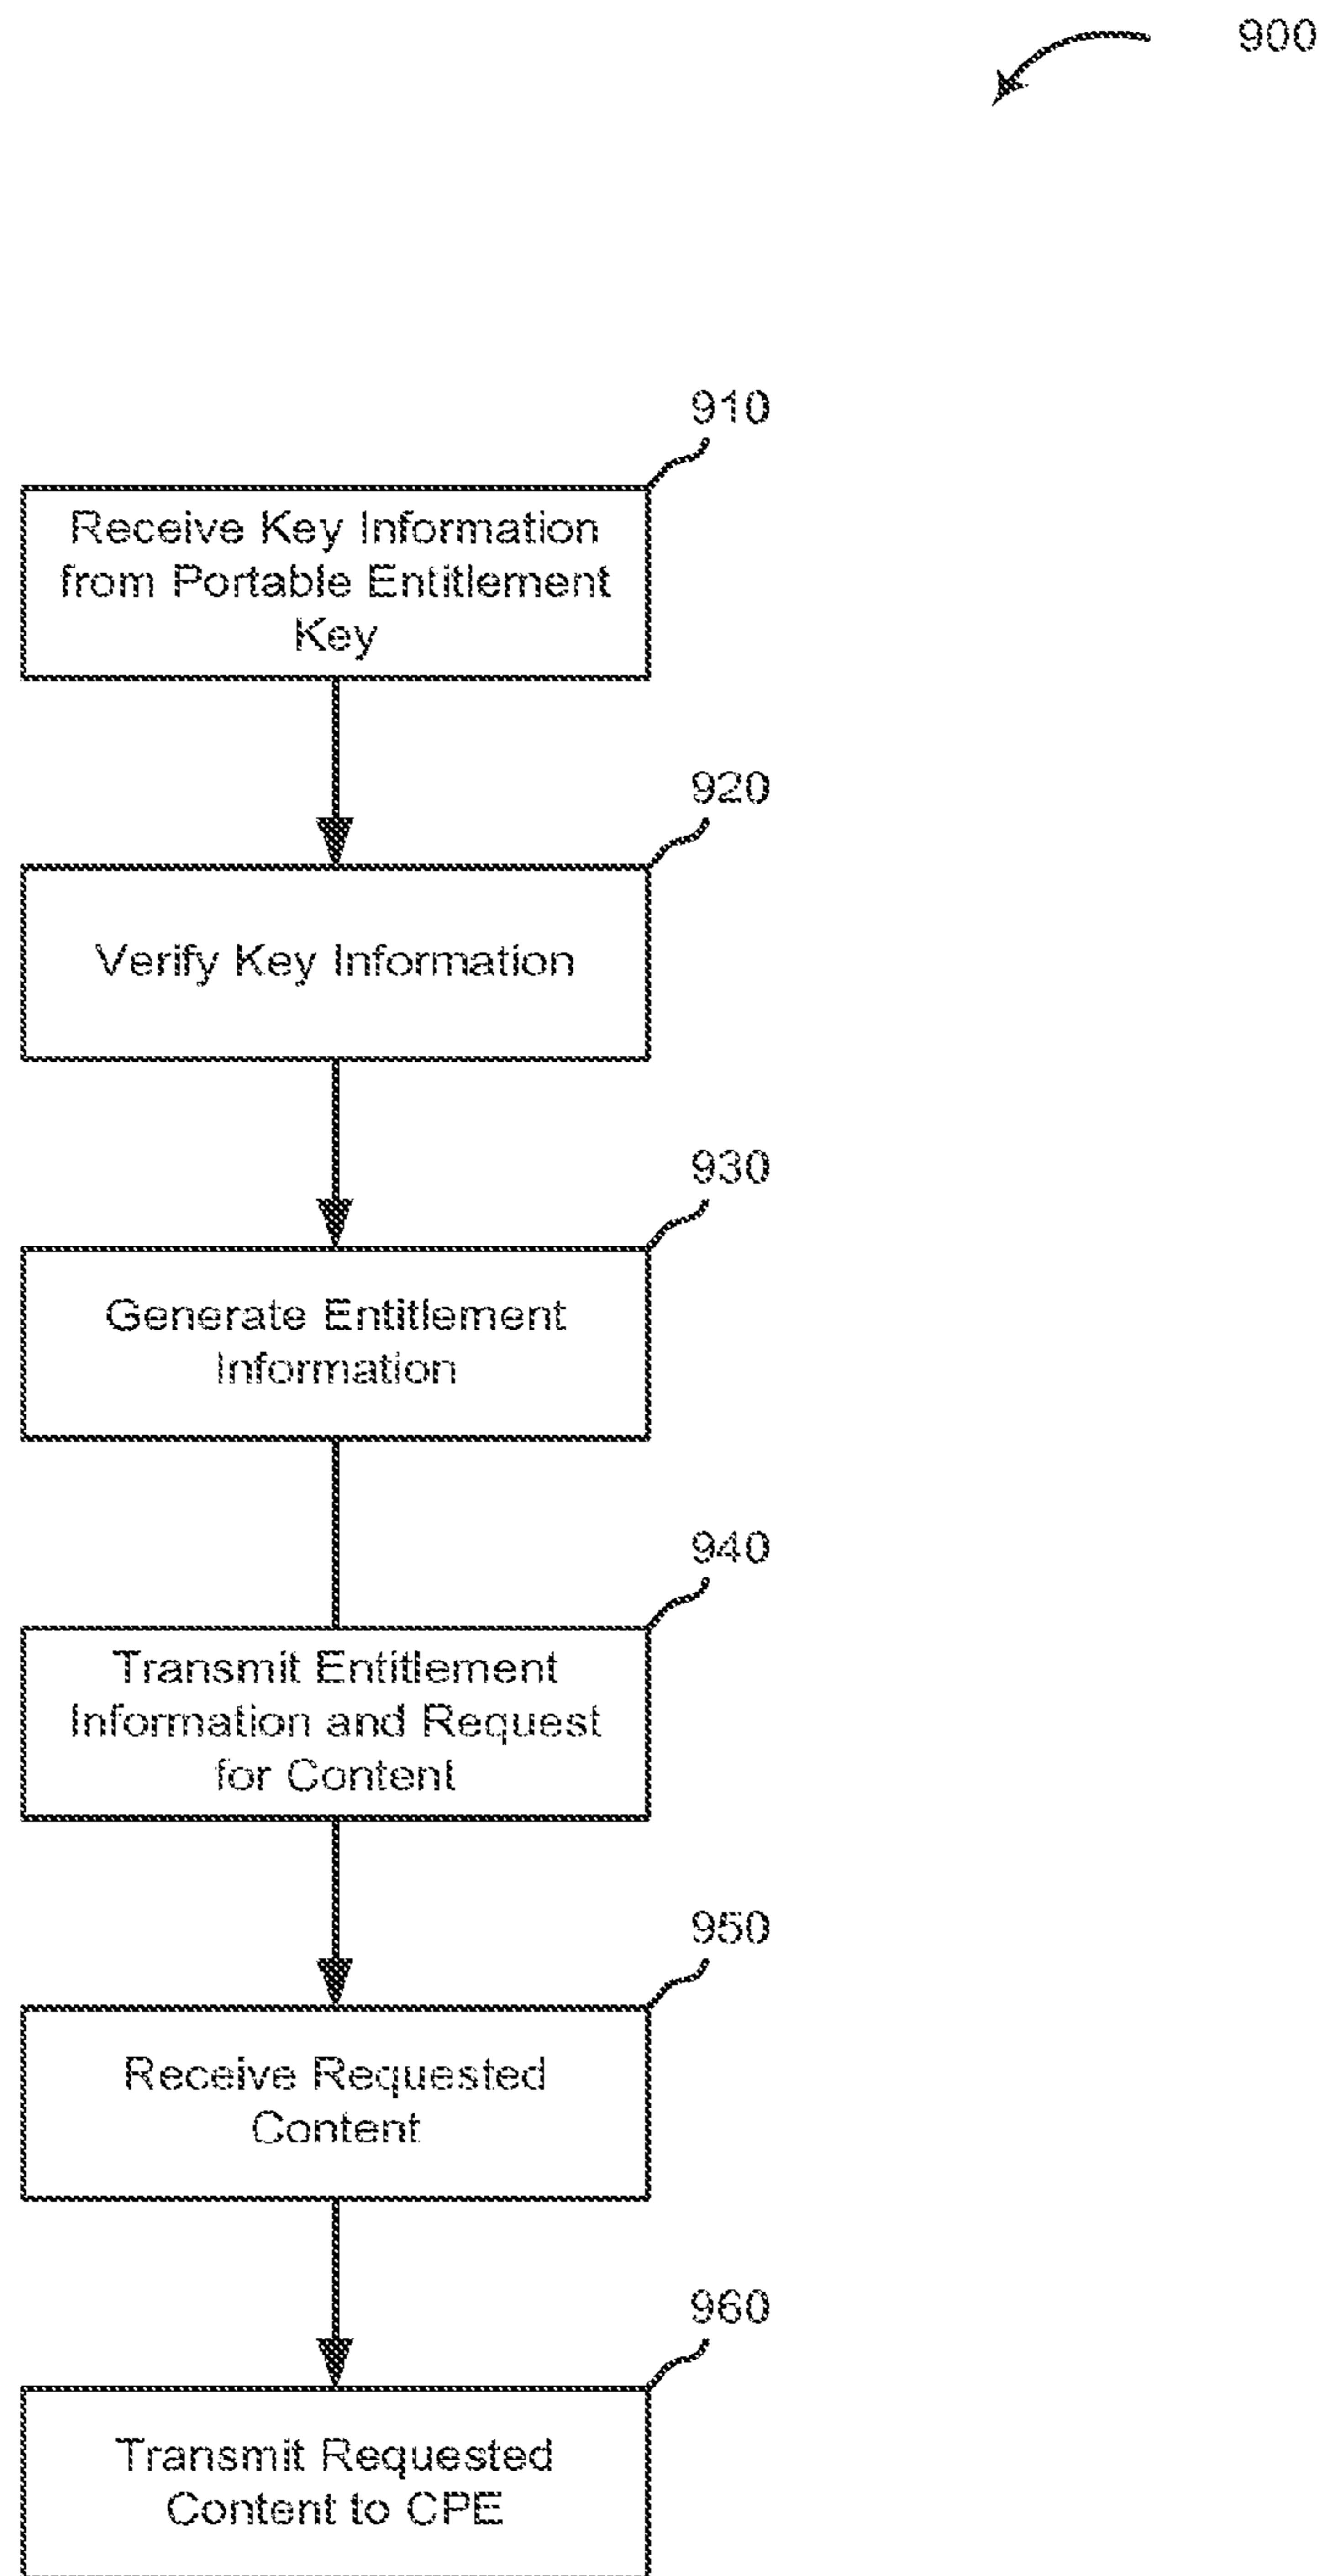 900
910
Receive Key Information
from Portable Entitlement
Key
920
Verify Key Information
930
Generate Entitlement
Information
940
Transmit Entitlement
Information and Request
for Content
950
Receive Requested
Content
960
Transmit Requested
Content to CPE